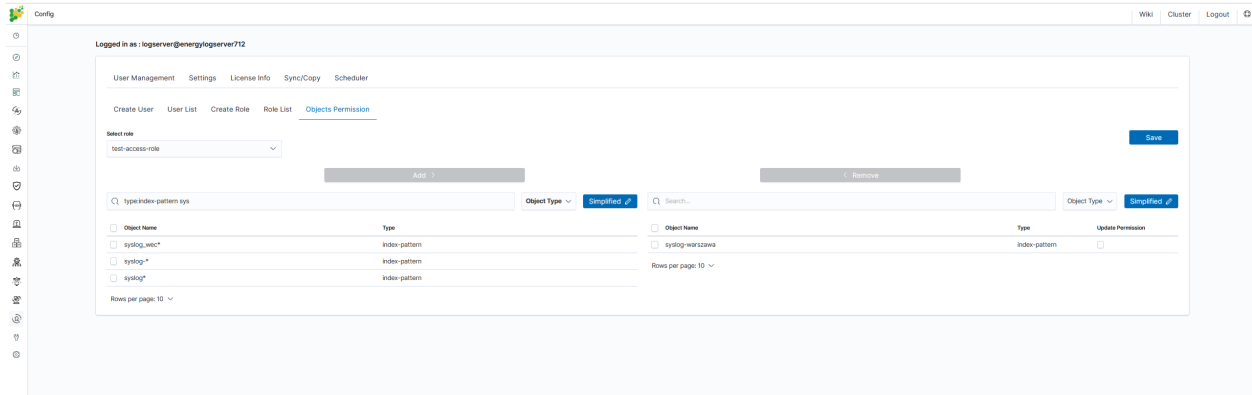 Config Wiki Cluster Logout
Logged in as : logserver@energylogserver712
User Management Settings License Info Sync/Copy Scheduler
Create User User List Create Role Role List Objects Permission
Select role
test-access-role
Save
Add >
< Remove
type:index-pattern sys Object Type Simplified
Search... Object Type Simplified
Object Name Type
syslog_wec* index-pattern
syslog-* index-pattern
syslog* index-pattern
Rows per page: 10
Object Name Type Update Permission
syslog-warszawa index-pattern
Rows per page: 10